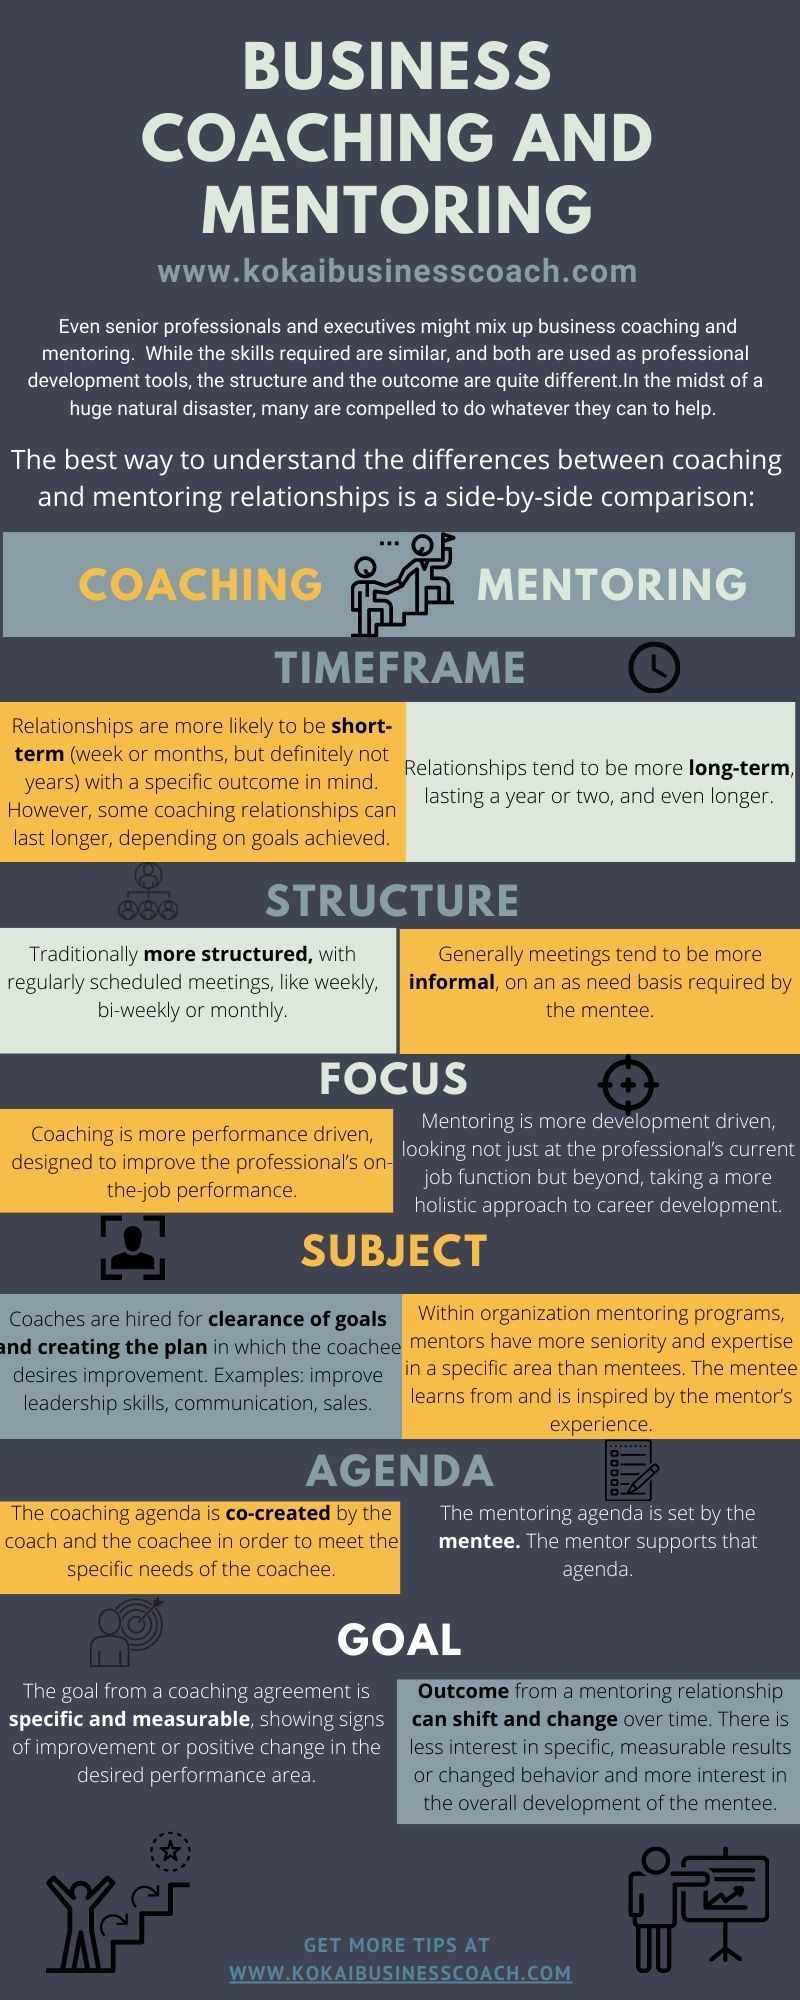 BUSINESS
COACHING AND
MENTORING
www.kokaibusinesscoach.com
Even senior professionals and executives might mix up business coaching and
mentoring.  While the skills required are similar, and both are used as professional
development tools, the structure and the outcome are quite different.In the midst of a
huge natural disaster, many are compelled to do whatever they can to help.
The best way to understand the differences between coaching
and mentoring relationships is a side-by-side comparison:
COACHING
MENTORING
TIMEFRAME
Relationships are more likely to be short-
term (week or months, but definitely not
years) with a specific outcome in mind.
However, some coaching relationships can
last longer, depending on goals achieved.
Relationships tend to be more long-term,
lasting a year or two, and even longer.
STRUCTURE
Traditionally more structured, with
regularly scheduled meetings, like weekly,
bi-weekly or monthly.
Generally meetings tend to be more
informal, on an as need basis required by
the mentee.
FOCUS
Coaching is more performance driven,
designed to improve the professional's on-
the-job performance.
Mentoring is more development driven,
looking not just at the professional's current
job function but beyond, taking a more
holistic approach to career development.
SUBJECT
Coaches are hired for clearance of goals
and creating the plan in which the coachee
desires improvement. Examples: improve
leadership skills, communication, sales.
Within organization mentoring programs,
mentors have more seniority and expertise
in a specific area than mentees. The mentee
learns from and is inspired by the mentor's
experience.
AGENDA
The coaching agenda is co-created by the
coach and the coachee in order to meet the
specific needs of the coachee.
The mentoring agenda is set by the
mentee. The mentor supports that
agenda.
GOAL
The goal from a coaching agreement is
specific and measurable, showing signs
of improvement or positive change in the
desired performance area.
Outcome from a mentoring relationship
can shift and change over time. There is
less interest in specific, measurable results
or changed behavior and more interest in
the overall development of the mentee.
GET MORE TIPS AT
WWW.KOKAIBUSINESSCOACH.COM